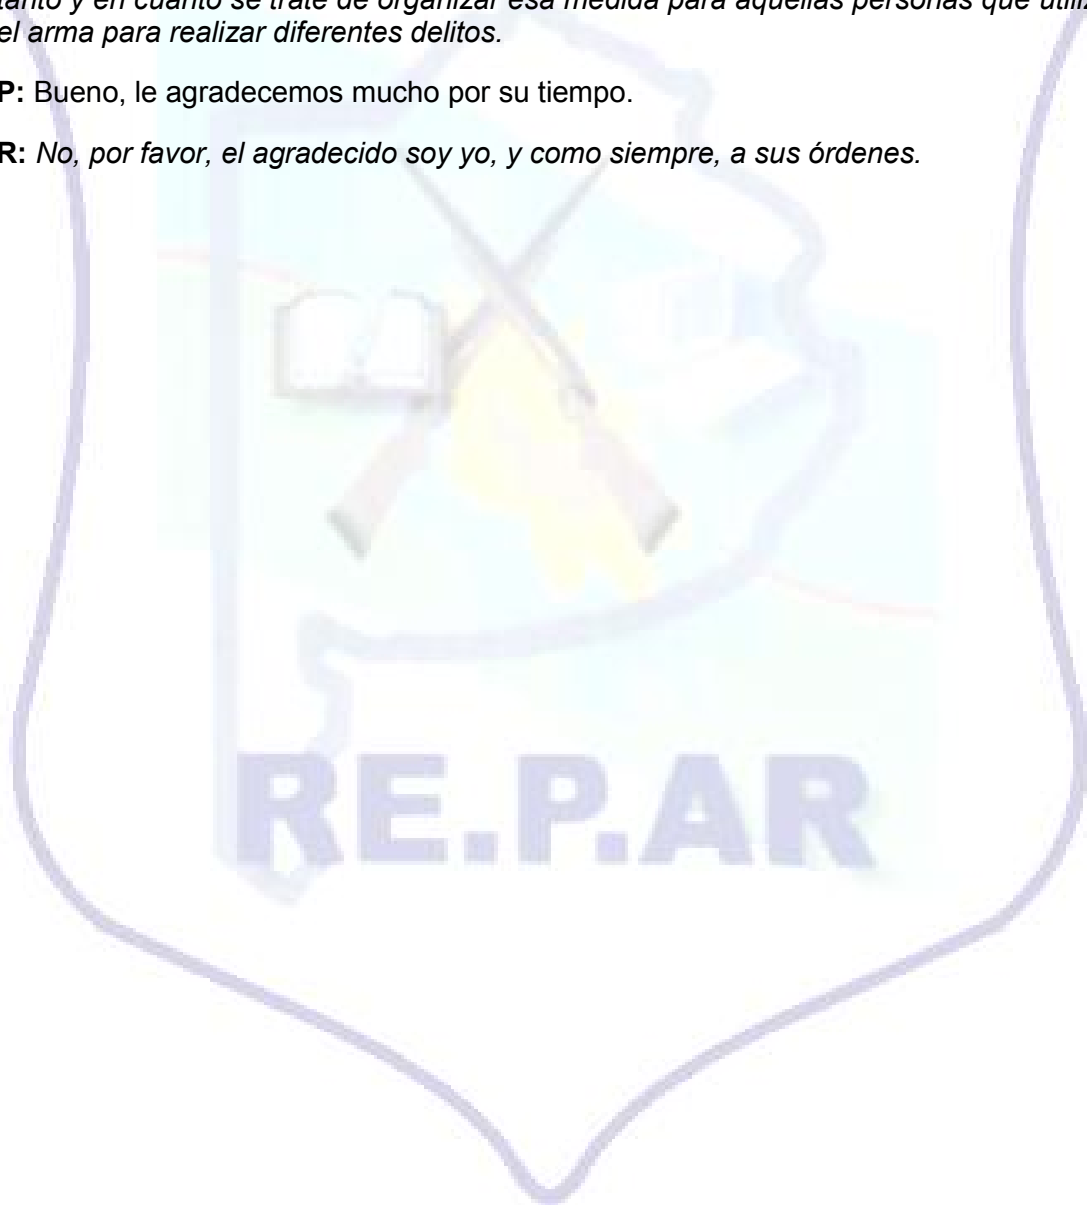 tanto y en cuanto se trate de organizar esa medida para aquellas personas que
el arma para realizar diferentes delitos.
P: Bueno, le agradecemos mucho por su tiempo.
R: No, por favor, el agradecido soy yo, y como siempre, a sus órdenes.
RE.P.AR